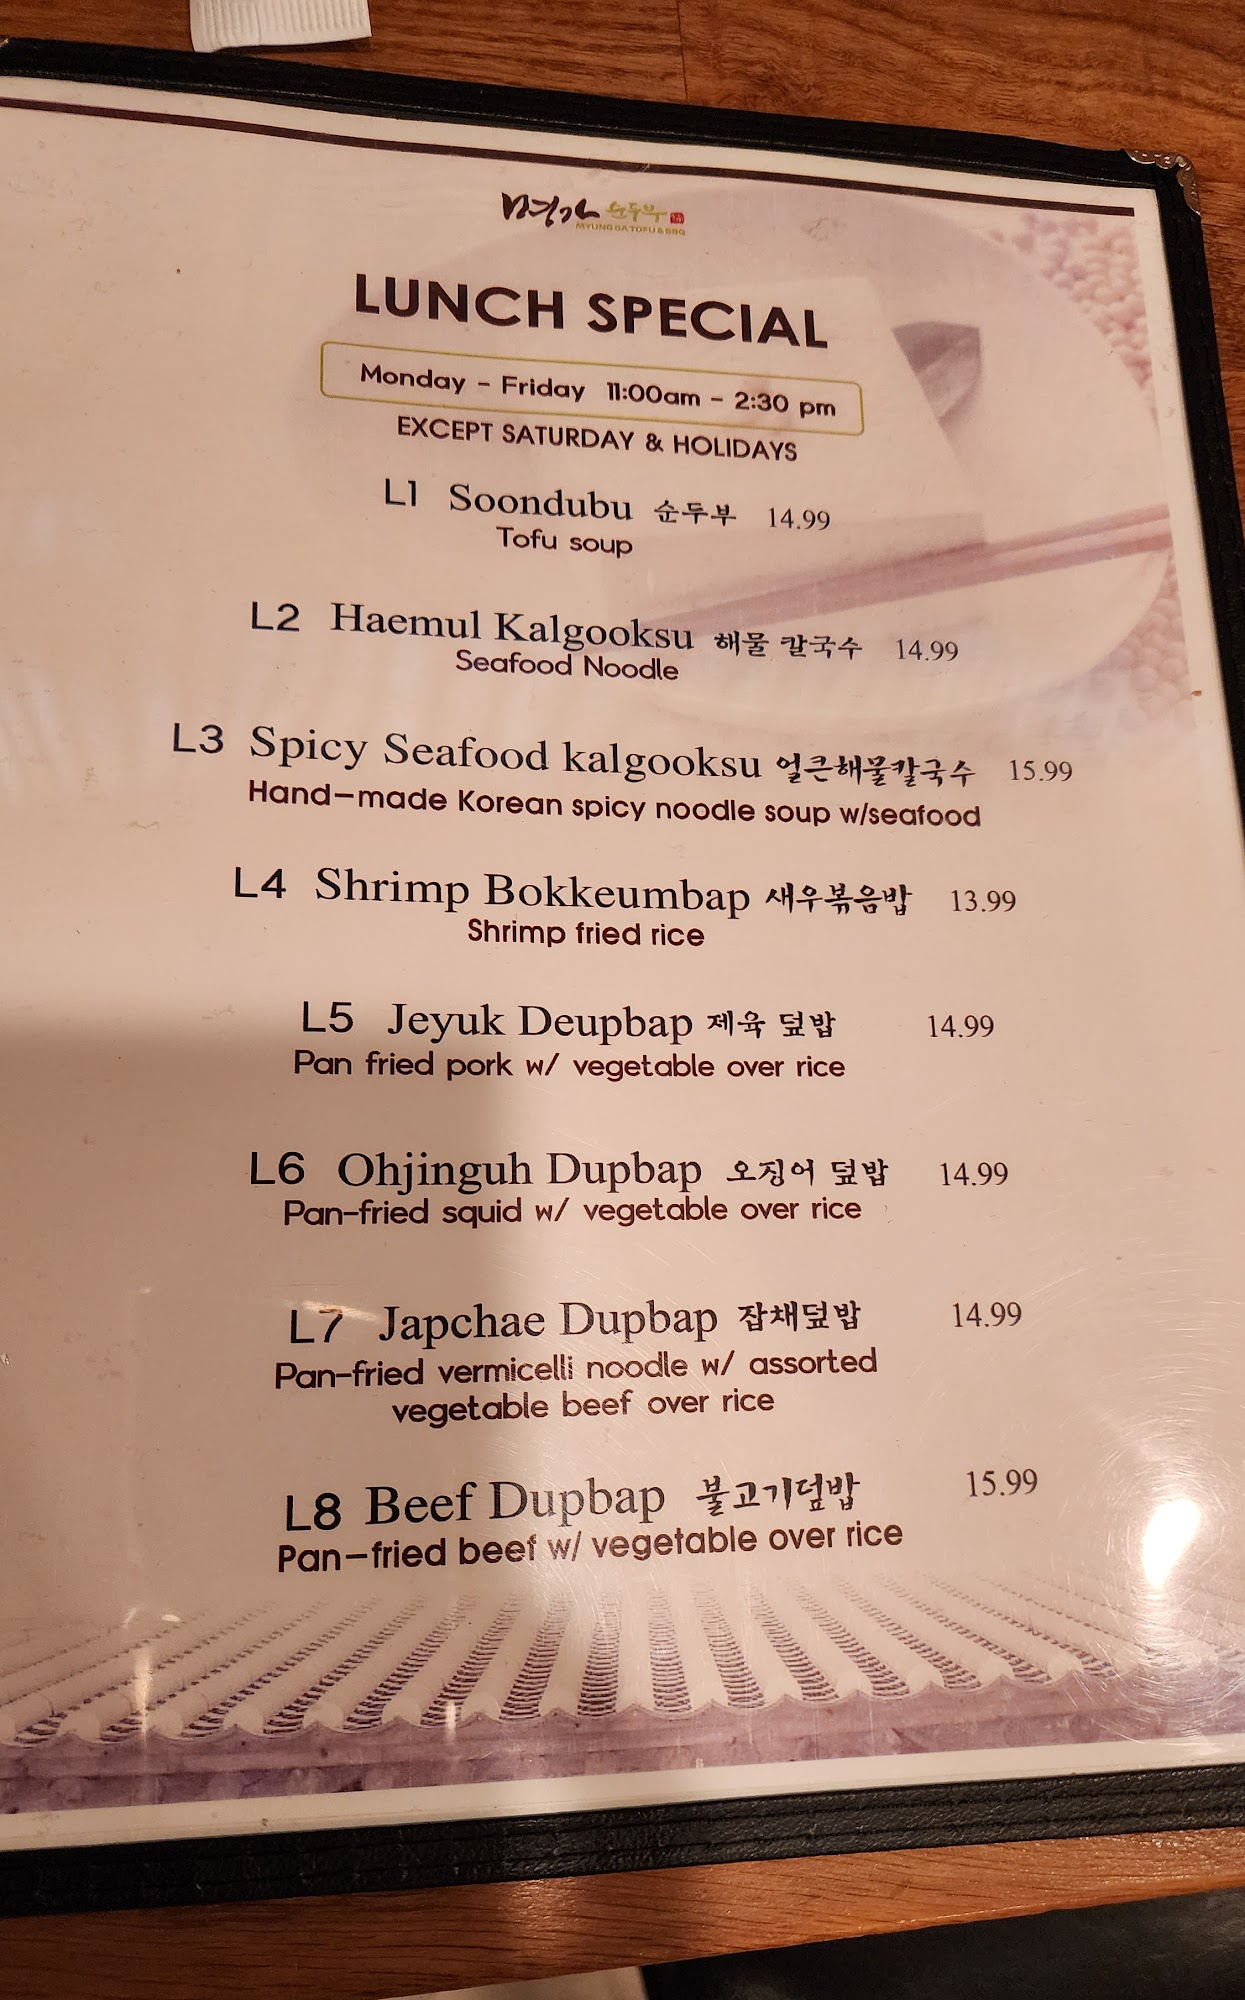 명가 순두부
MYUNG GA TOFU & BBQ
LUNCH SPECIAL
Monday - Friday 11:00am - 2:30 pm
EXCEPT SATURDAY & HOLIDAYS
L1 Soondubu 순두부 14.99
Tofu soup
L2 Haemul Kalgooksu 해물 칼국수 14.99
Seafood Noodle
L3 Spicy Seafood kalgooksu 얼큰해물칼국수 15.99
Hand-made Korean spicy noodle soup w/seafood
L4 Shrimp Bokkeumbap 새우볶음밥 13.99
Shrimp fried rice
L5 Jeyuk Deupbap 제육 덮밥 14.99
Pan fried pork w/ vegetable over rice
L6 Ohjinguh Dupbap 오징어 덮밥 14.99
Pan-fried squid w/ vegetable over rice
L7 Japchae Dupbap 잡채덮밥 14.99
Pan-fried vermicelli noodle w/ assorted
vegetable beef over rice
L8 Beef Dupbap 불고기덮밥 15.99
Pan-fried beef w/ vegetable over rice